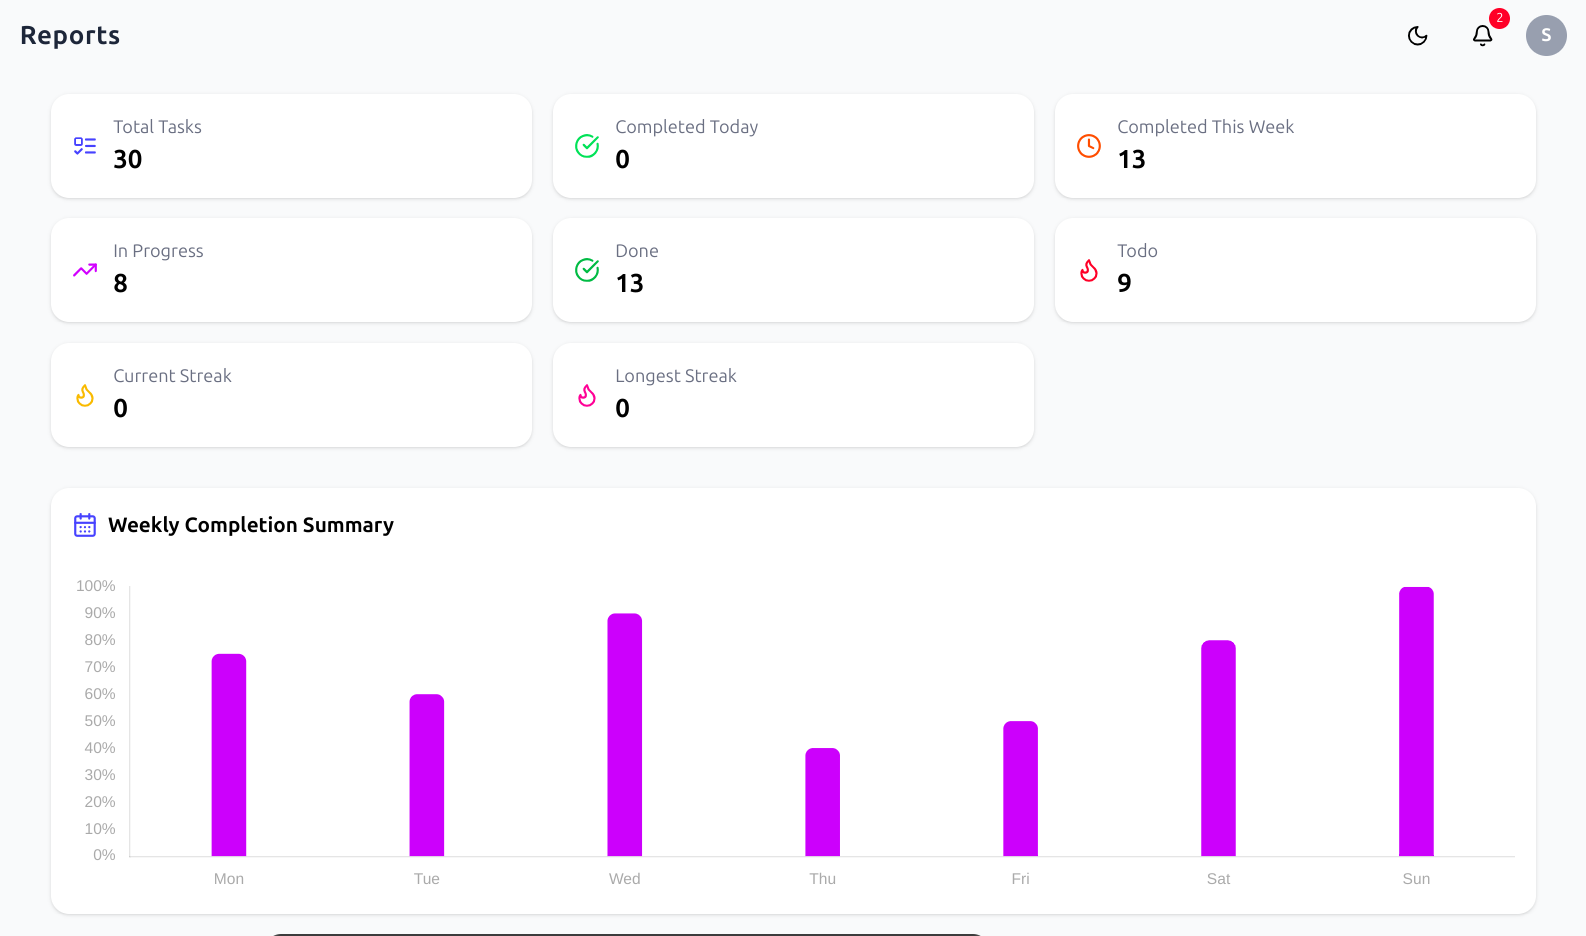 Reports
2
S
Total Tasks
30
Completed Today
0
Completed This Week
13
In Progress
8
Done
13
Todo
9
Current Streak
0
Longest Streak
0
Weekly Completion Summary
100%
90%
80%
70%
60%
50%
40%
30%
20%
10%
0%
Mon Tue Wed Thu Fri Sat Sun